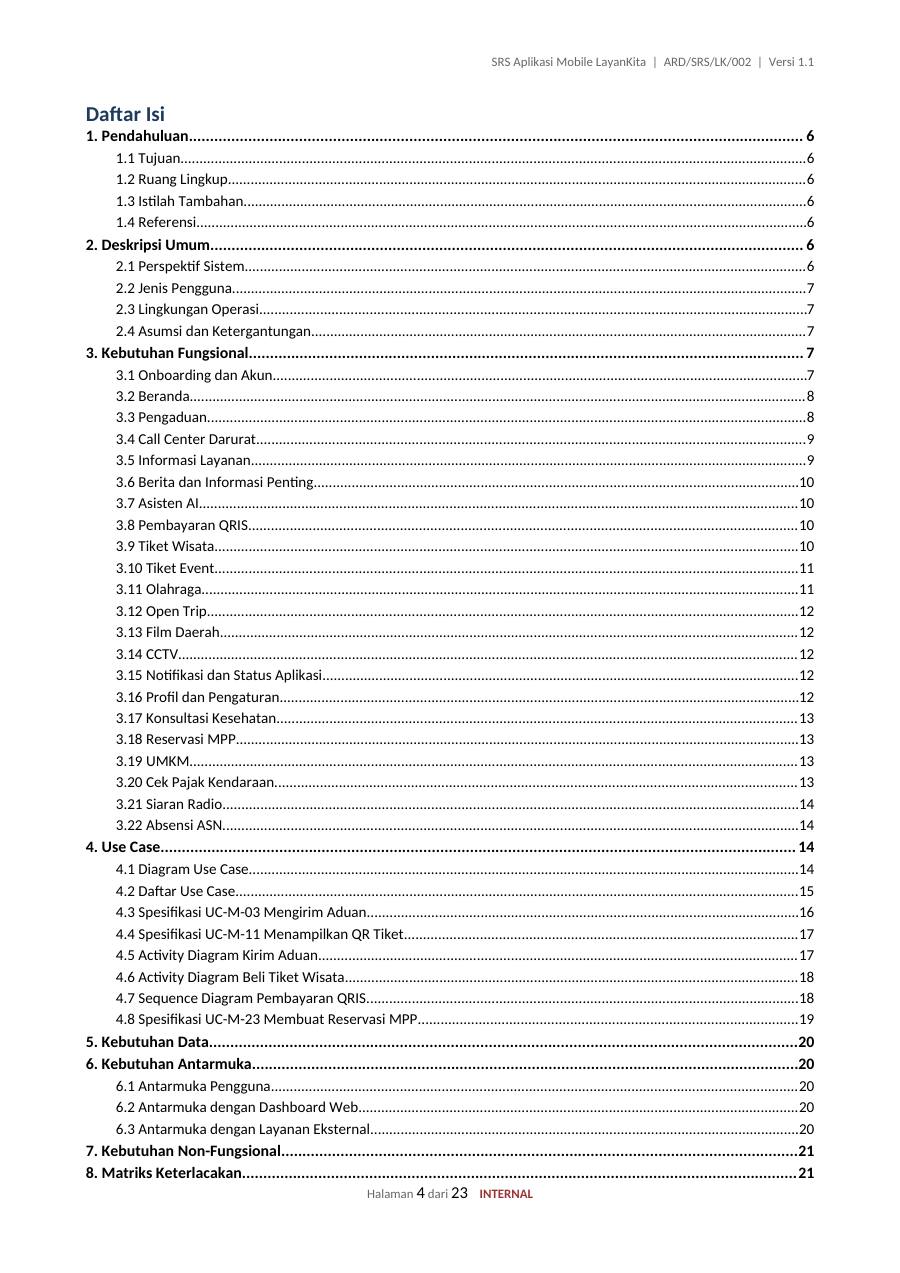 SRS Aplikasi Mobile LayanKita | ARD/SRS/LK/002 | Versi 1.1
Daftar Isi
1. Pendahuluan 6
1.1 Tujuan 6
1.2 Ruang Lingkup 6
1.3 Istilah Tambahan 6
1.4 Referensi 6
2. Deskripsi Umum 6
2.1 Perspektif Sistem 6
2.2 Jenis Pengguna 7
2.3 Lingkungan Operasi 7
2.4 Asumsi dan Ketergantungan 7
3. Kebutuhan Fungsional 7
3.1 Onboarding dan Akun 7
3.2 Beranda 8
3.3 Pengaduan 8
3.4 Call Center Darurat 9
3.5 Informasi Layanan 9
3.6 Berita dan Informasi Penting 10
3.7 Asisten AI 10
3.8 Pembayaran QRIS 10
3.9 Tiket Wisata 10
3.10 Tiket Event 11
3.11 Olahraga 11
3.12 Open Trip 12
3.13 Film Daerah 12
3.14 CCTV 12
3.15 Notifikasi dan Status Aplikasi 12
3.16 Profil dan Pengaturan 12
3.17 Konsultasi Kesehatan 13
3.18 Reservasi MPP 13
3.19 UMKM 13
3.20 Cek Pajak Kendaraan 13
3.21 Siaran Radio 14
3.22 Absensi ASN 14
4. Use Case 14
4.1 Diagram Use Case 14
4.2 Daftar Use Case 15
4.3 Spesifikasi UC-M-03 Mengirim Aduan 16
4.4 Spesifikasi UC-M-11 Menampilkan QR Tiket 17
4.5 Activity Diagram Kirim Aduan 17
4.6 Activity Diagram Beli Tiket Wisata 18
4.7 Sequence Diagram Pembayaran QRIS 18
4.8 Spesifikasi UC-M-23 Membuat Reservasi MPP 19
5. Kebutuhan Data 20
6. Kebutuhan Antarmuka 20
6.1 Antarmuka Pengguna 20
6.2 Antarmuka dengan Dashboard Web 20
6.3 Antarmuka dengan Layanan Eksternal 20
7. Kebutuhan Non-Fungsional 21
8. Matriks Keterlacakan 21
Halaman 4 dari 23 INTERNAL